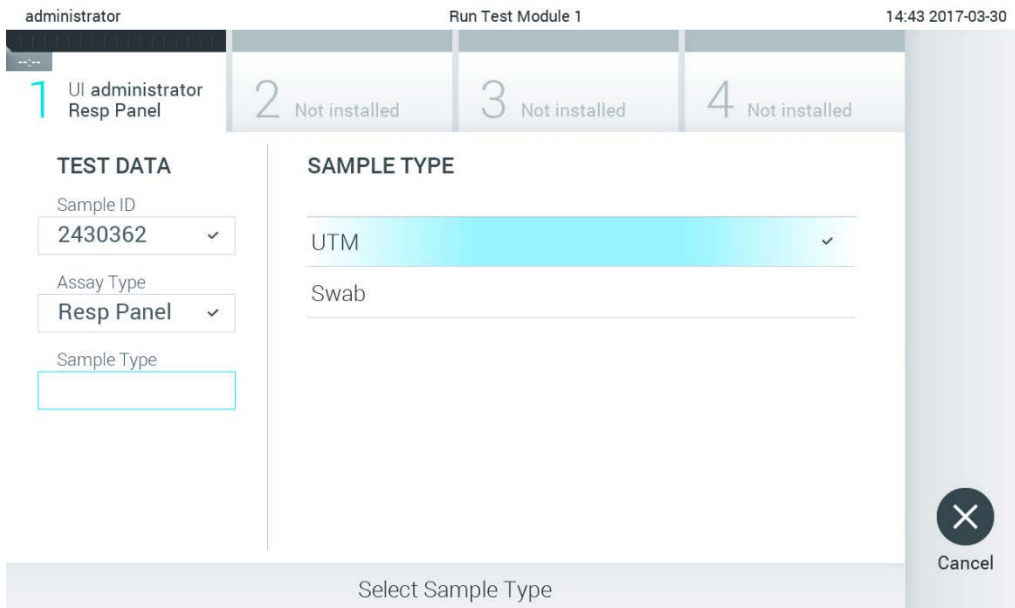 administrator
Run Test Module 1
14:43 2017-03-30
--:--
1 UI administrator
Resp Panel
2 Not installed
3 Not installed
4 Not installed
TEST DATA
Sample ID
2430362
Assay Type
Resp Panel
Sample Type
SAMPLE TYPE
UTM
Swab
Cancel
Select Sample Type